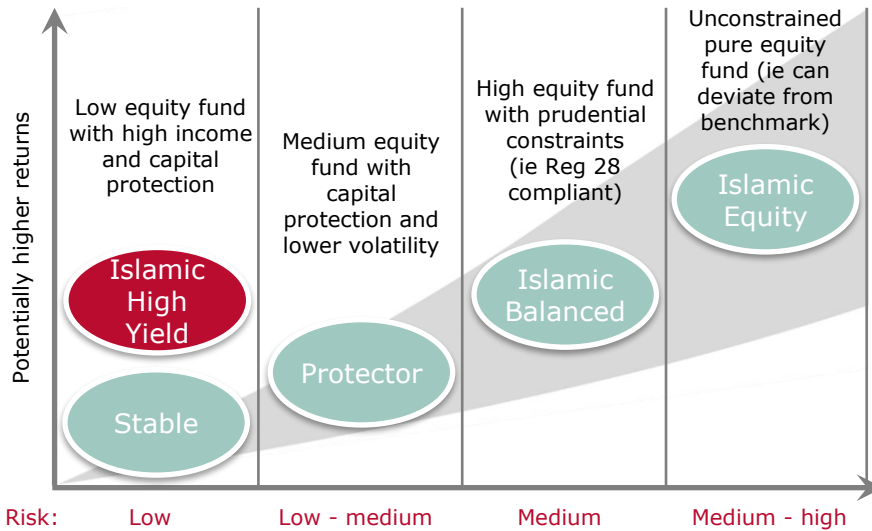 Potentially higher returns
Low equity fund
with high income
and capital
protection
Islamic
High
Yield
Stable
Medium equity
fund with
capital
protection and
lower volatility
Protector
High equity fund
with prudential
constraints
(ie Reg 28
compliant)
Islamic
Balanced
Unconstrained
pure equity
fund (ie can
deviate from
benchmark)
Islamic
Equity
Risk: Low Low - medium Medium Medium - high